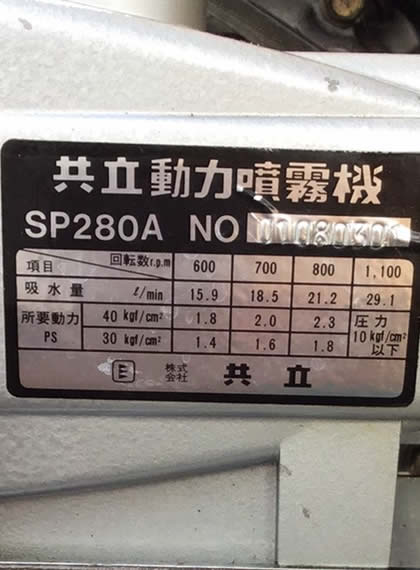 共立動力噴霧機
SP280A NO 00080301
項目 回転数r.p.m 600 700 800 1,100
吸水量 ℓ/min 15.9 18.5 21.2 29.1
所要動力 40 kgf/cm² 1.8 2.0 2.3 圧力
PS 30 kgf/cm² 1.4 1.6 1.8 10kgf/cm²
以下
株式
会社 共立